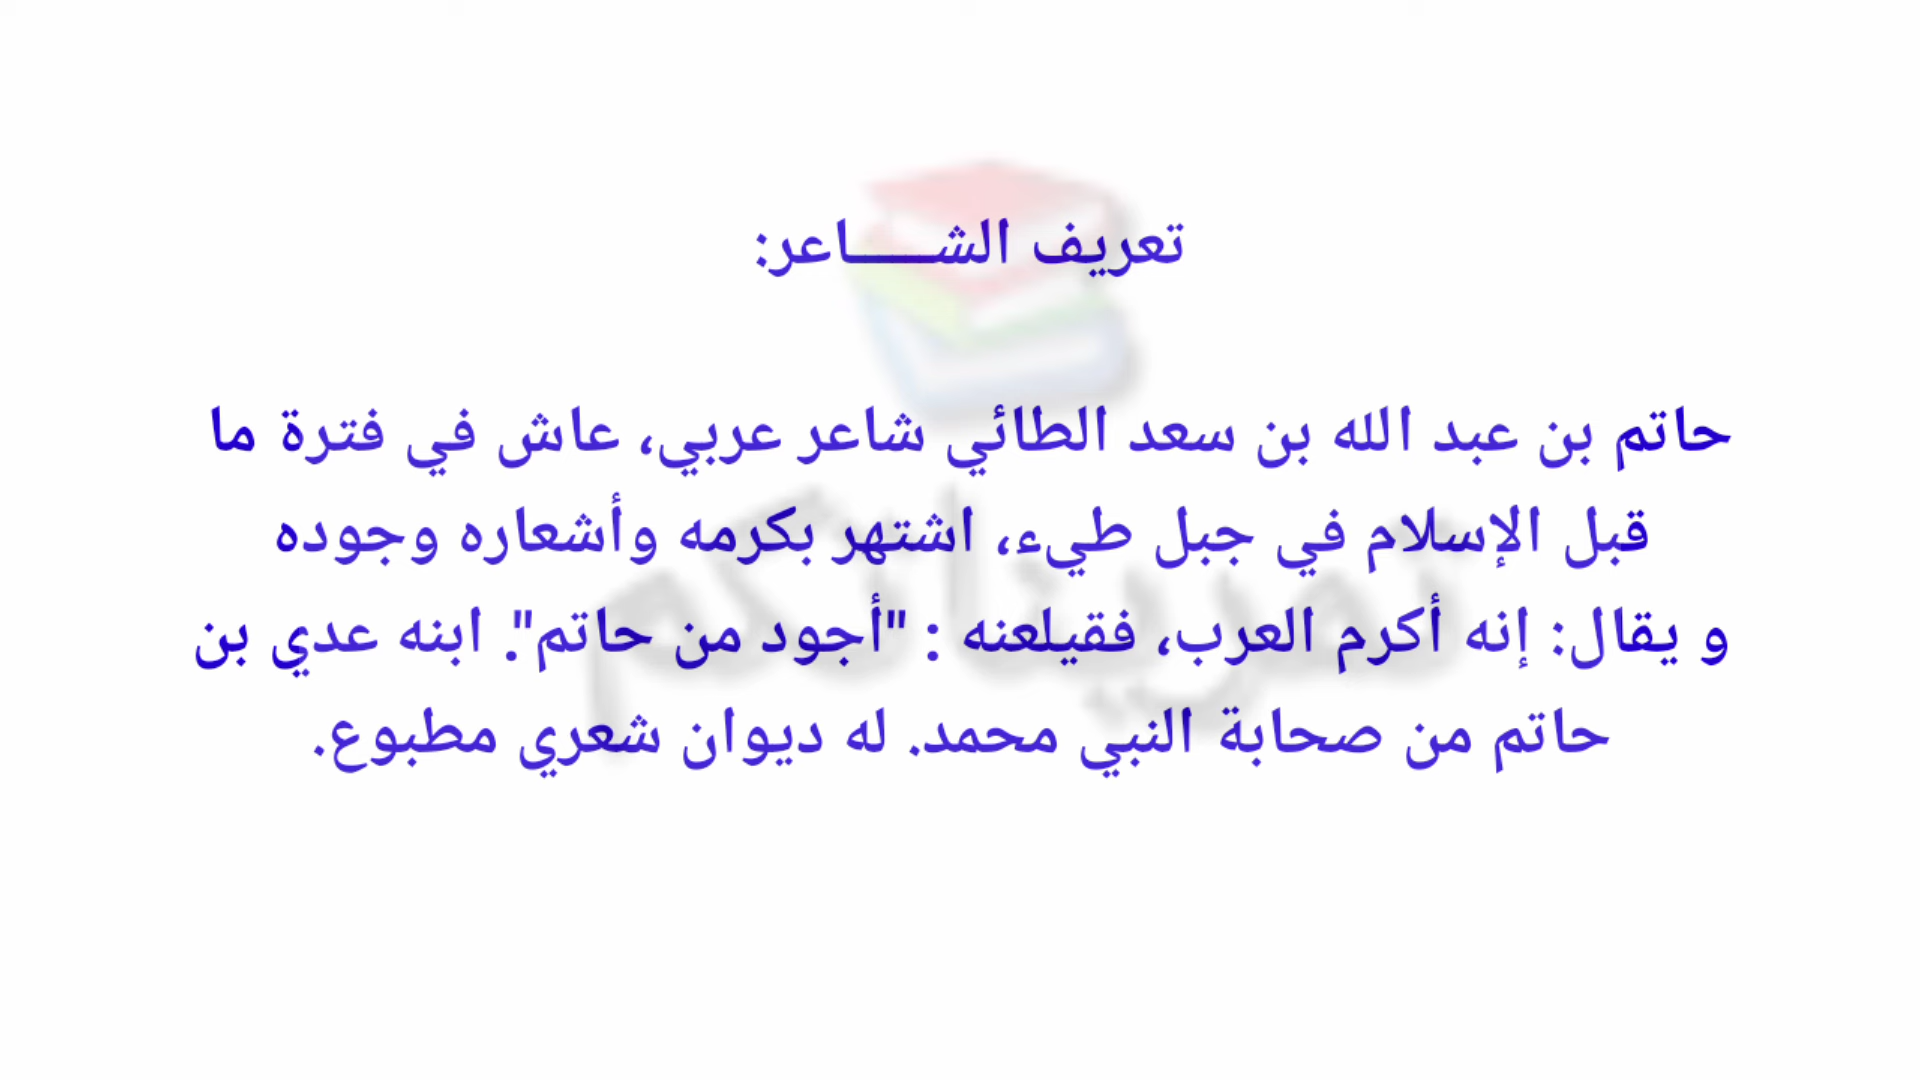 تعريف الشــــــاعر:
حاتم بن عبد الله بن سعد الطائي شاعر عربي، عاش في فترة ما
قبل الإسلام في جبل طيء، اشتهر بكرمه وأشعاره وجوده
و يقال: إنه أكرم العرب، فقيلعنه : "أجود من حاتم". ابنه عدي بن
حاتم من صحابة النبي محمد. له ديوان شعري مطبوع.
تمريناتكم